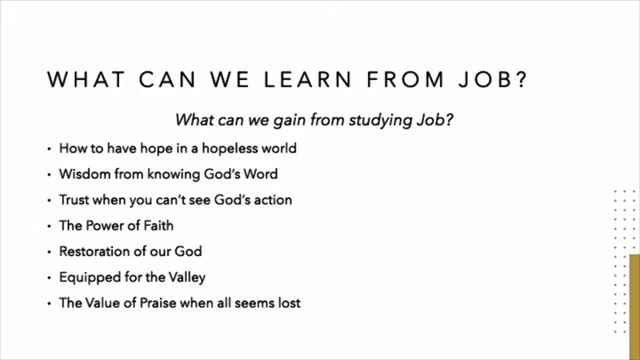 WHAT CAN WE LEARN FROM JOB?
What can we gain from studying Job?
• How to have hope in a hopeless world
• Wisdom from knowing God's Word
• Trust when you can't see God's action
• The Power of Faith
• Restoration of our God
• Equipped for the Valley
• The Value of Praise when all seems lost